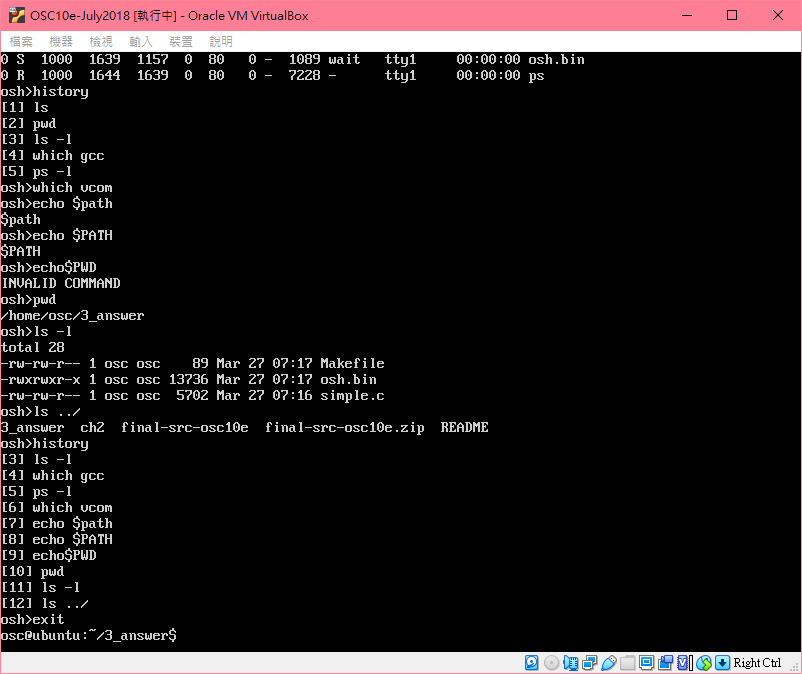 OSC10e-July2018 [執行中] - Oracle VM VirtualBox
檔案 機器 檢視 輸入 裝置 說明
0 S  1000  1639  1157  0  80   0 -  1089 wait   tty1     00:00:00 osh.bin
0 R  1000  1644  1639  0  80   0 -  7228 -      tty1     00:00:00 ps
osh>history
[1] ls
[2] pwd
[3] ls -l
[4] which gcc
[5] ps -l
osh>which vcom
osh>echo $path
$path
osh>echo $PATH
$PATH
osh>echo$PWD
INVALID COMMAND
osh>pwd
/home/osc/3_answer
osh>ls -l
total 28
-rw-rw-r-- 1 osc osc    89 Mar 27 07:17 Makefile
-rwxrwxr-x 1 osc osc 13736 Mar 27 07:17 osh.bin
-rw-rw-r-- 1 osc osc  5702 Mar 27 07:16 simple.c
osh>ls ../
3_answer  ch2  final-src-osc10e  final-src-osc10e.zip  README
osh>history
[3] ls -l
[4] which gcc
[5] ps -l
[6] which vcom
[7] echo $path
[8] echo $PATH
[9] echo$PWD
[10] pwd
[11] ls -l
[12] ls ../
osh>exit
osc@ubuntu:~/3_answer$
Right Ctrl